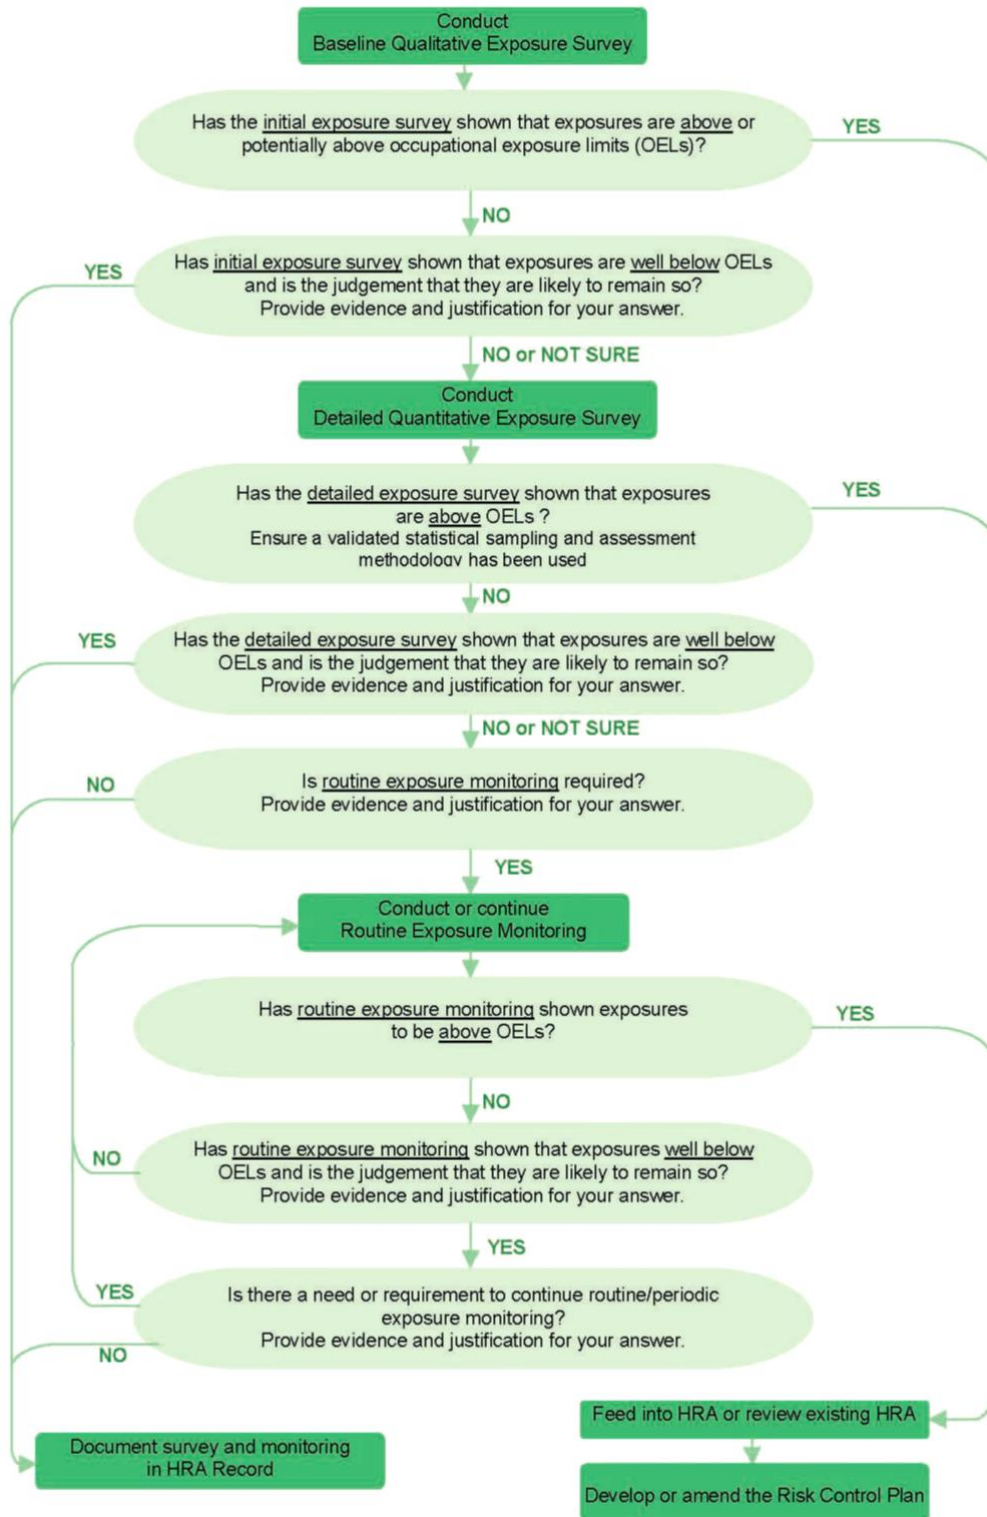 Conduct
Baseline Qualitative Exposure Survey
Has the initial exposure survey shown that exposures are above or
potentially above occupational exposure limits (OELs)?
YES
NO
Has initial exposure survey shown that exposures are well below OELs
and is the judgement that they are likely to remain so?
Provide evidence and justification for your answer.
YES
NO or NOT SURE
Conduct
Detailed Quantitative Exposure Survey
Has the detailed exposure survey shown that exposures
are above OELs ?
Ensure a validated statistical sampling and assessment
methodology has been used
YES
NO
Has the detailed exposure survey shown that exposures are well below
OELs and is the judgement that they are likely to remain so?
Provide evidence and justification for your answer.
YES
NO or NOT SURE
Is routine exposure monitoring required?
Provide evidence and justification for your answer.
NO
YES
Conduct or continue
Routine Exposure Monitoring
Has routine exposure monitoring shown exposures
to be above OELs?
YES
NO
Has routine exposure monitoring shown that exposures well below
OELs and is the judgement that they are likely to remain so?
Provide evidence and justification for your answer.
NO
YES
Is there a need or requirement to continue routine/periodic
exposure monitoring?
Provide evidence and justification for your answer.
YES
NO
Feed into HRA or review existing HRA
Document survey and monitoring
in HRA Record
Develop or amend the Risk Control Plan